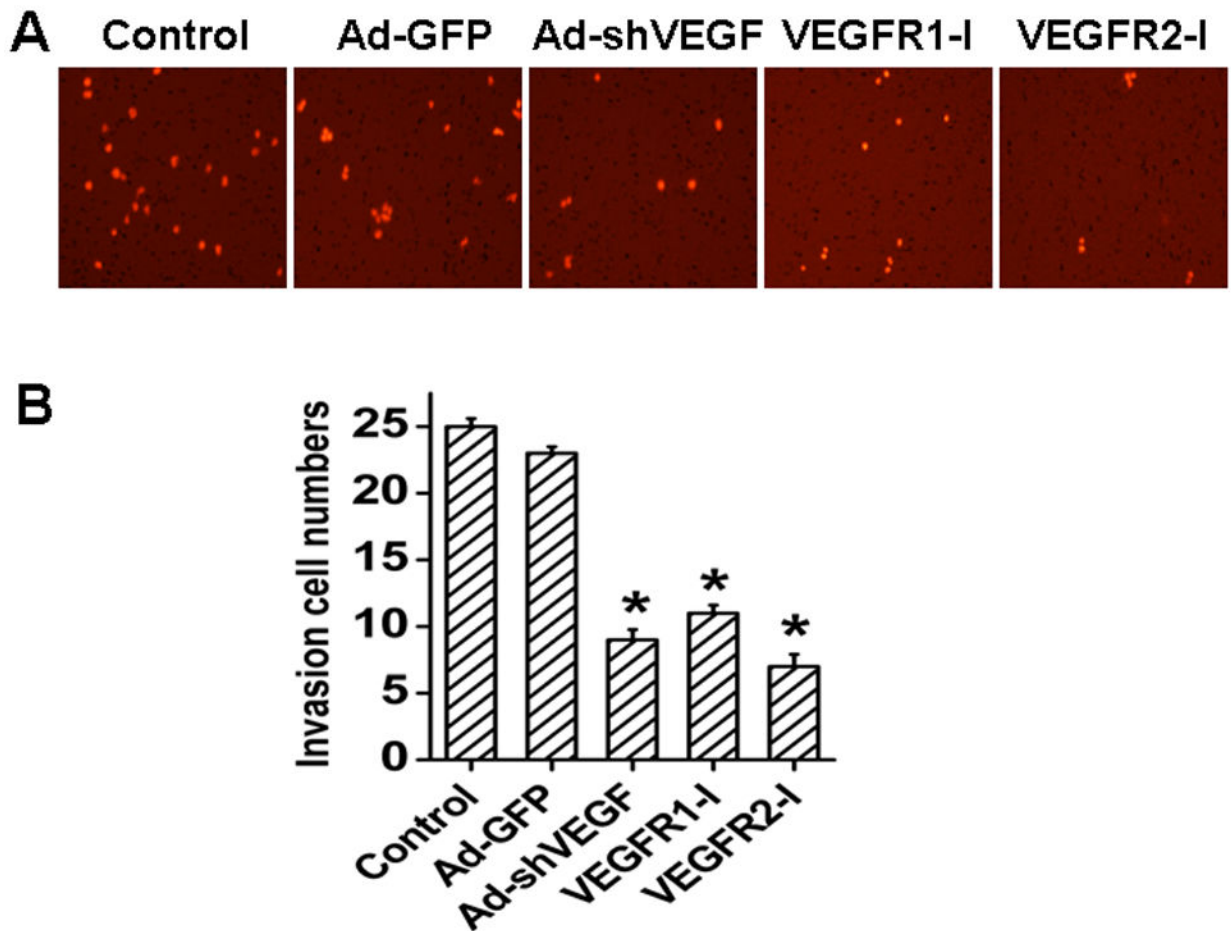 A
Control Ad-GFP Ad-shVEGF VEGFR1-I VEGFR2-I
B
Invasion cell numbers
25
20
15
10
5
0
* * *
Control Ad-GFP Ad-shVEGF VEGFR1-I VEGFR2-I